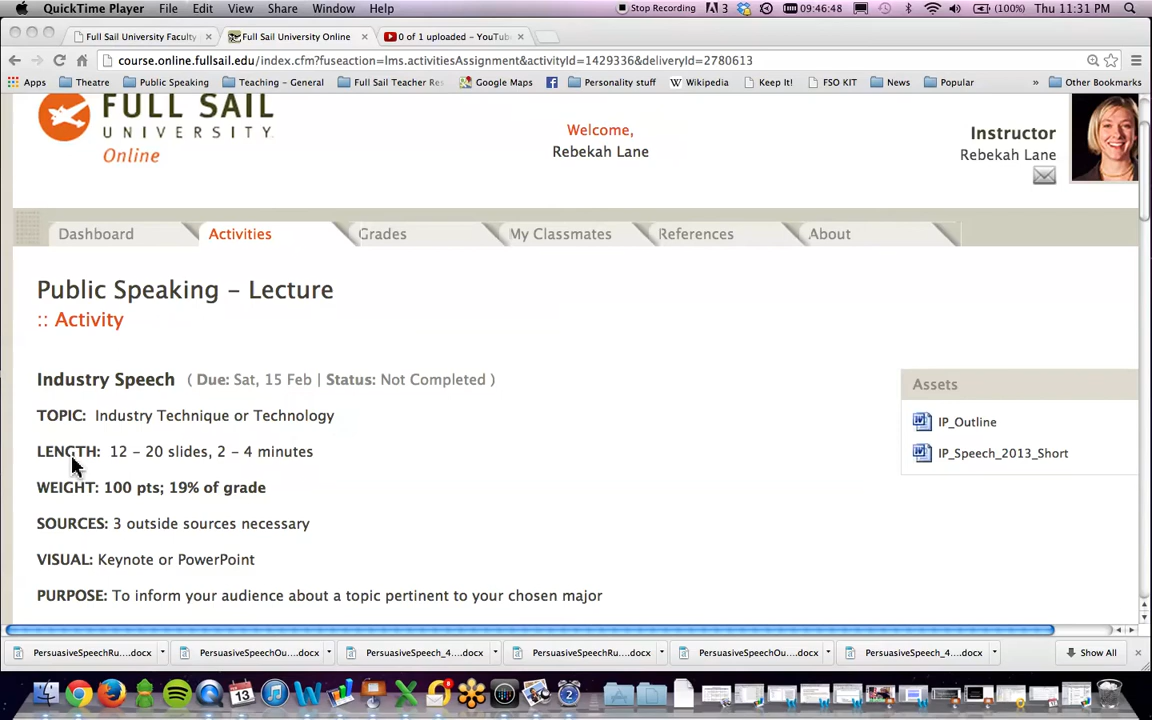 QuickTime Player File Edit View Share Window Help Stop Recording 3 09:46:48 (100%) Thu 11:31 PM
Full Sail University Faculty Full Sail University Online 0 of 1 uploaded - YouTub
course.online.fullsail.edu/index.cfm?fuseaction=lms.activitiesAssignment&activityId=1429336&deliveryId=2780613
Apps Theatre Public Speaking Teaching - General Full Sail Teacher Res Google Maps Personality stuff Wikipedia Keep It! FSO KIT News Popular » Other Bookmarks
FULL SAIL
UNIVERSITY.
Online
Welcome,
Rebekah Lane
Instructor
Rebekah Lane
Dashboard Activities Grades My Classmates References About
Public Speaking – Lecture
:: Activity
Industry Speech ( Due: Sat, 15 Feb | Status: Not Completed )
Assets
TOPIC: Industry Technique or Technology
IP_Outline
LENGTH: 12 – 20 slides, 2 – 4 minutes
IP_Speech_2013_Short
WEIGHT: 100 pts; 19% of grade
SOURCES: 3 outside sources necessary
VISUAL: Keynote or PowerPoint
PURPOSE: To inform your audience about a topic pertinent to your chosen major
PersuasiveSpeechRu....docx PersuasiveSpeechOu....docx PersuasiveSpeech_4....docx PersuasiveSpeechRu....docx PersuasiveSpeechOu....docx PersuasiveSpeech_4....docx Show All